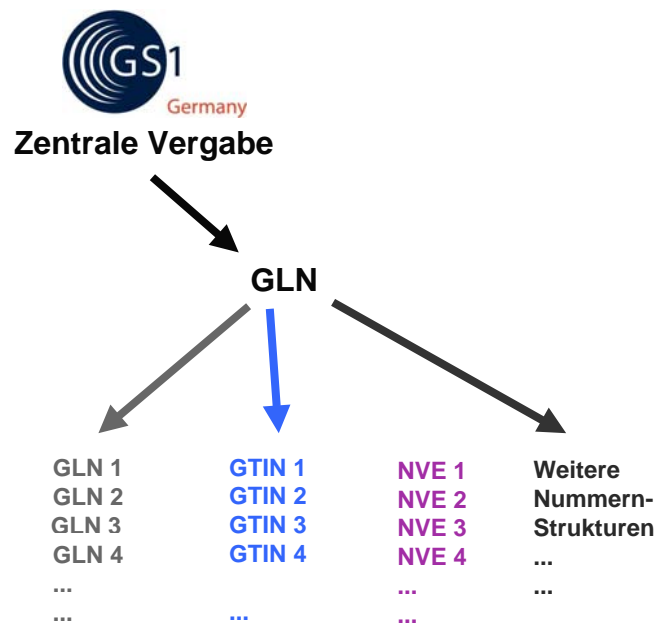 GS1
Germany
Zentrale Vergabe
GLN
GLN 1
GLN 2
GLN 3
GLN 4
...
...
GTIN 1
GTIN 2
GTIN 3
GTIN 4
...
NVE 1
NVE 2
NVE 3
NVE 4
...
...
Weitere
Nummern-
Strukturen
...
...